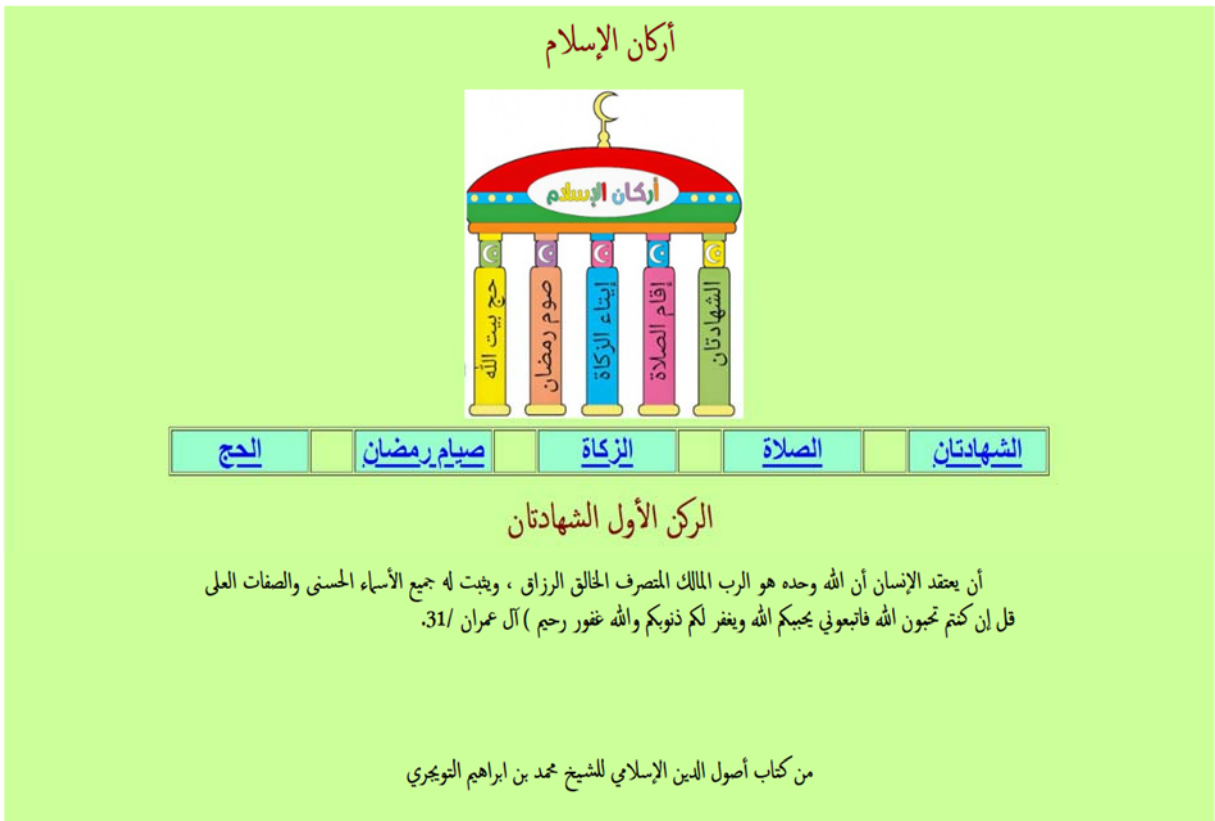 أركان الإسلام
أركان الإسلام
الشهادتان
إقام الصلاة
إيتاء الزكاة
صوم رمضان
حج بيت الله
الشهادتان الصلاة الزكاة صيام رمضان الحج
الركن الأول الشهادتان
أن يعتقد الإنسان أن الله وحده هو الرب المالك المتصرف الخالق الرزاق ، ويثبت له جميع الأسماء الحسنى والصفات العلى
قل إن كنتم تحبون الله فاتبعوني يحببكم الله ويغفر لكم ذنوبكم والله غفور رحيم ) آل عمران /31.
من كتاب أصول الدين الإسلامي للشيخ محمد بن ابراهيم التويجري